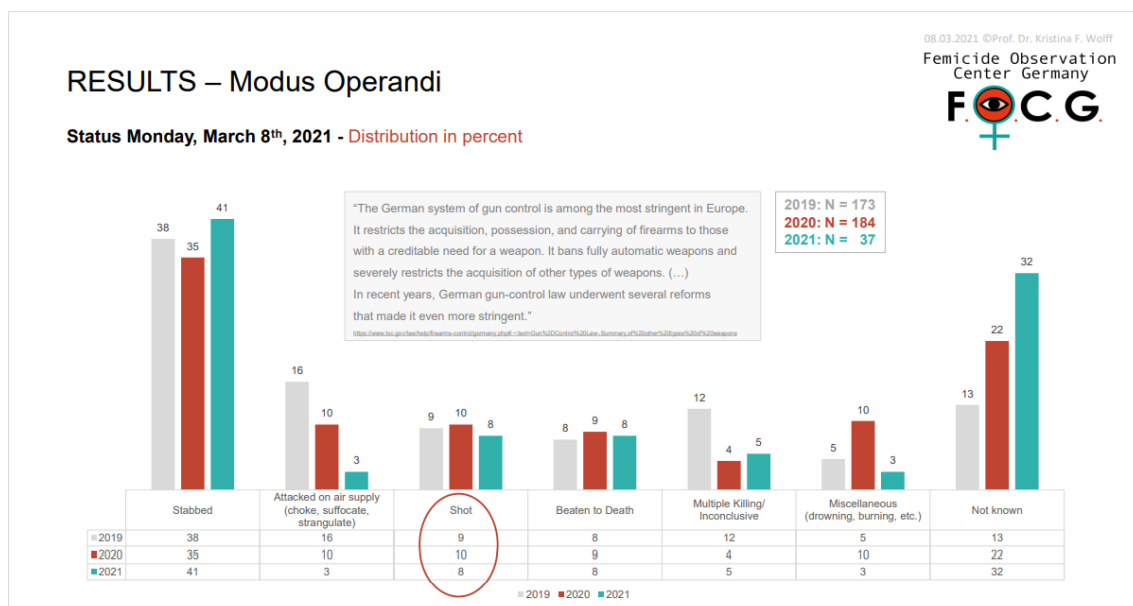 08.03.2021 ©Prof. Dr. Kristina F. Wolff
Femicide Observation
Center Germany
F.O.C.G.
RESULTS – Modus Operandi
Status Monday, March 8th, 2021 - Distribution in percent
“The German system of gun control is among the most stringent in Europe.
It restricts the acquisition, possession, and carrying of firearms to those
with a creditable need for a weapon. It bans fully automatic weapons and
severely restricts the acquisition of other types of weapons. (…)
In recent years, German gun-control law underwent several reforms
that made it even more stringent.”
2019: N = 173
2020: N = 184
2021: N = 37
38 35 41
16 10 3
9 10 8
8 9 8
12 4 5
5 10 3
13 22 32
Stabbed
Attacked on air supply
(choke, suffocate,
strangulate)
Shot
Beaten to Death
Multiple Killing/
Inconclusive
Miscellaneous
(drowning, burning, etc.)
Not known
2019 38 16 9 8 12 5 13
2020 35 10 10 9 4 10 22
2021 41 3 8 8 5 3 32
2019 2020 2021